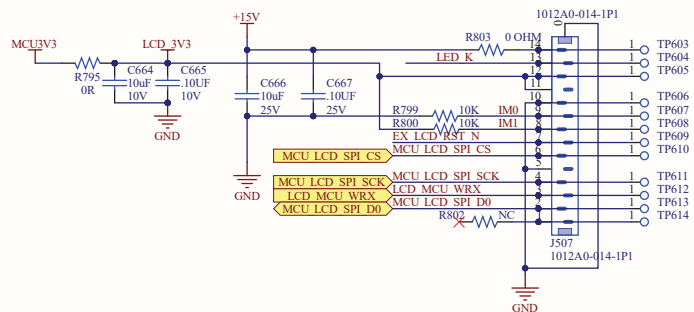 +15V
1012A0-014-1P1
0
MCU3V3
LCD_3V3
R803
0 OHM
14
1
TP603
LED_K
13
1
TP604
R795
0R
C664
10uF
10V
C665
.10UF
10V
12
1
TP605
11
C666
10uF
25V
C667
.10UF
25V
10
1
TP606
R799
10K
IM0
9
1
TP607
R800
10K
IM1
8
1
TP608
GND
EX_LCD_RST_N
1
TP609
MCU_LCD_SPI_CS
MCU_LCD_SPI_CS
6
1
TP610
5
GND
MCU_LCD_SPI_SCK
MCU_LCD_SPI_SCK
4
1
TP611
LCD_MCU_WRX
LCD_MCU_WRX
1
TP612
MCU_LCD_SPI_D0
MCU_LCD_SPI_D0
1
TP613
R802
NC
1
TP614
J507
1012A0-014-1P1
GND